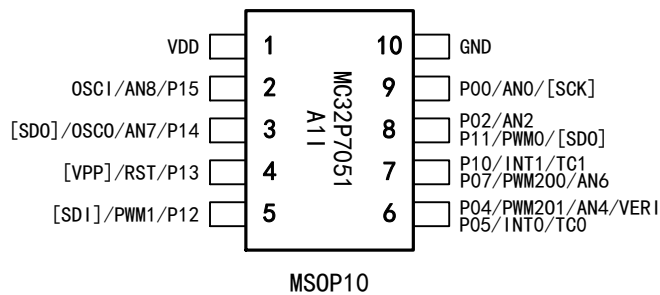 VDD 1 10 GND
OSCI/AN8/P15 2 9 P00/AN0/[SCK]
[SDO]/OSCO/AN7/P14 3 8 P02/AN2
P11/PWM0/[SDO]
[VPP]/RST/P13 4 7 P10/INT1/TC1
P07/PWM200/AN6
[SDI]/PWM1/P12 5 6 P04/PWM201/AN4/VERI
P05/INT0/TC0
MC32P7051
A1I
MSOP10